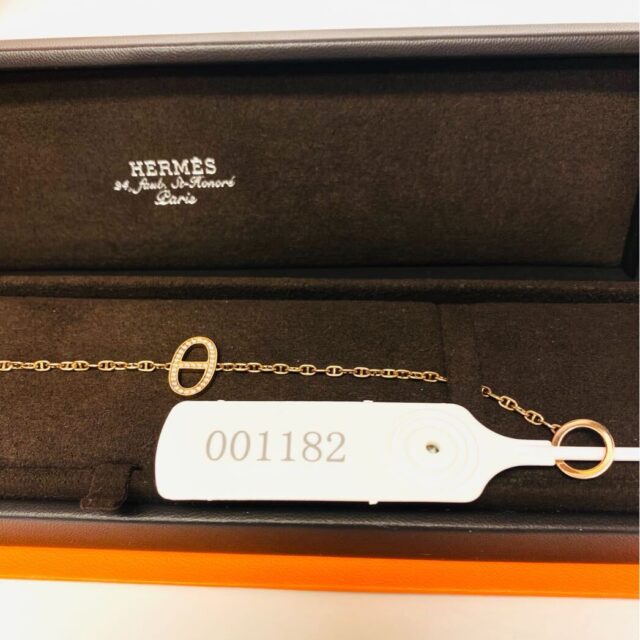 HERMÈS
24, faub. St-Honoré
Paris
001182